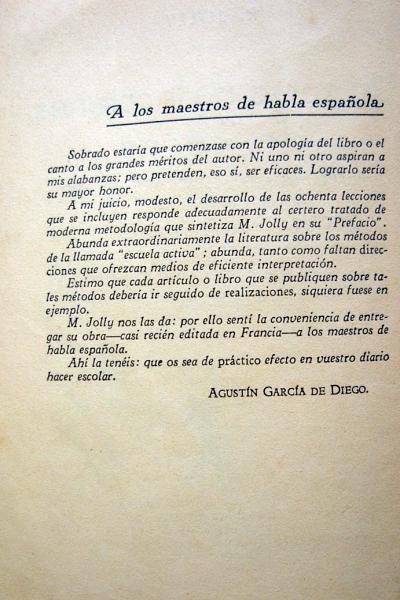 A los maestros de habla española
Sobrado estaría que comenzase con la apología del libro o el
canto a los grandes méritos del autor. Ni uno ni otro aspiran a
mis alabanzas; pero pretenden, eso sí, ser eficaces. Lograrlo sería
su mayor honor.
A mi juicio, modesto, el desarrollo de las ochenta lecciones
que se incluyen responde adecuadamente al certero tratado de
moderna metodología que sintetiza M. Jolly en su "Prefacio".
Abunda extraordinariamente la literatura sobre los métodos
de la llamada "escuela activa"; abunda, tanto como faltan direc-
ciones que ofrezcan medios de eficiente interpretación.
Estimo que cada artículo o libro que se publiquen sobre ta-
les métodos debería ir seguido de realizaciones, siquiera fuese en
ejemplo.
M. Jolly nos las da: por ello sentí la conveniencia de entre-
gar su obra—casi recién editada en Francia—a los maestros de
habla española.
Ahí la tenéis: que os sea de práctico efecto en vuestro diario
hacer escolar.
AGUSTÍN GARCÍA DE DIEGO.